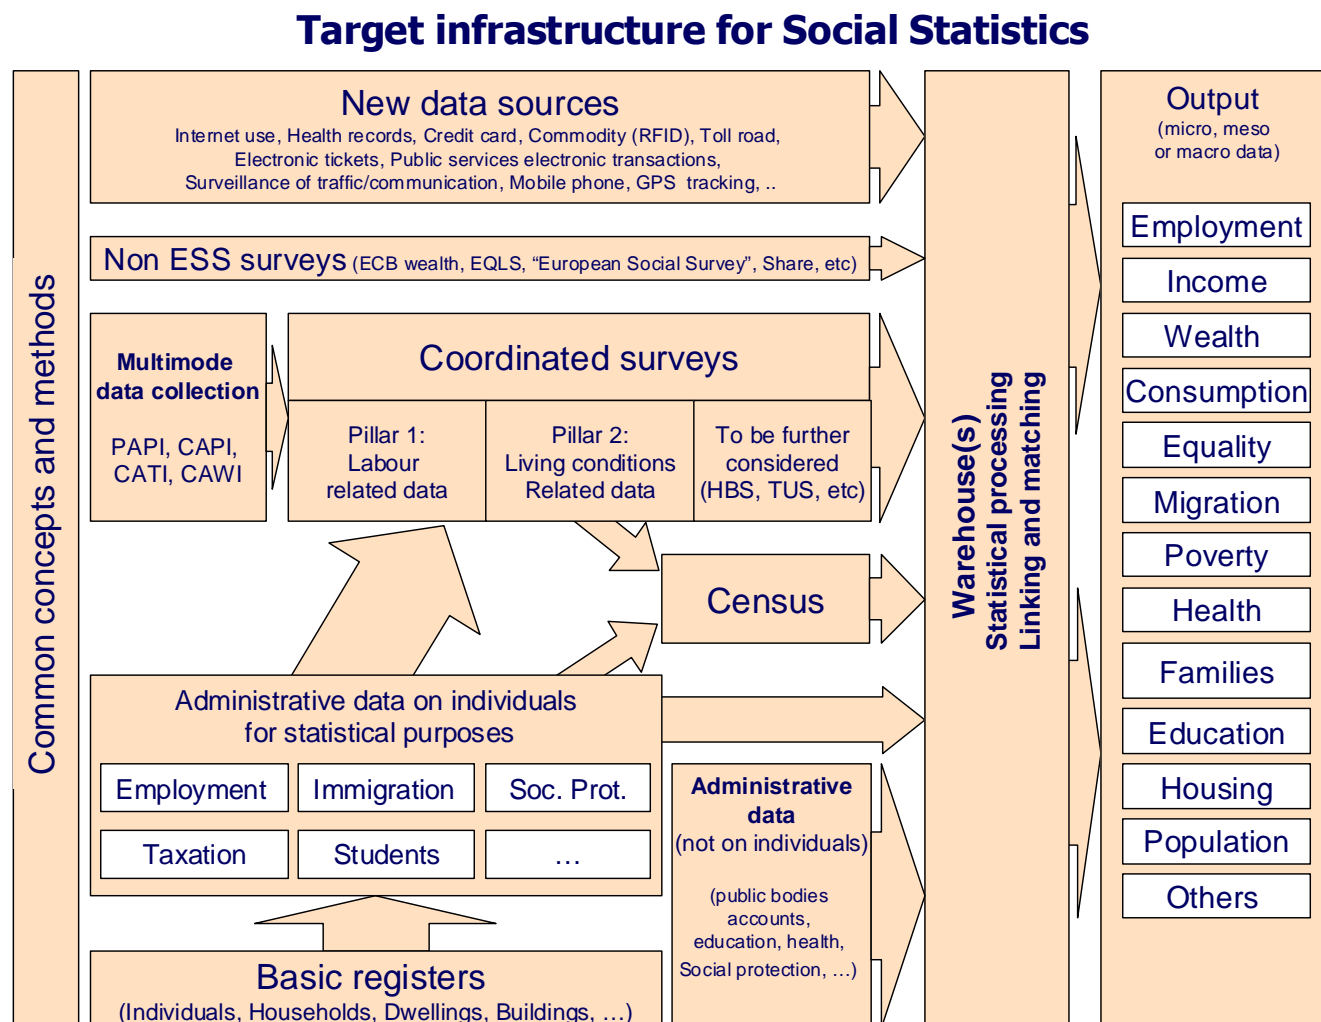 Target infrastructure for Social Statistics
Common concepts and methods
New data sources
Internet use, Health records, Credit card, Commodity (RFID), Toll road,
Electronic tickets, Public services electronic transactions,
Surveillance of traffic/communication, Mobile phone, GPS tracking, ..
Non ESS surveys (ECB wealth, EQLS, “European Social Survey”, Share, etc)
Multimode
data collection
PAPI, CAPI,
CATI, CAWI
Coordinated surveys
Pillar 1:
Labour
related data
Pillar 2:
Living conditions
Related data
To be further
considered
(HBS, TUS, etc)
Census
Administrative data on individuals
for statistical purposes
Employment
Immigration
Soc. Prot.
Taxation
Students
…
Administrative
data
(not on individuals)
(public bodies
accounts,
education, health,
Social protection, …)
Basic registers
(Individuals, Households, Dwellings, Buildings, …)
Warehouse(s)
Statistical processing
Linking and matching
Output
(micro, meso
or macro data)
Employment
Income
Wealth
Consumption
Equality
Migration
Poverty
Health
Families
Education
Housing
Population
Others